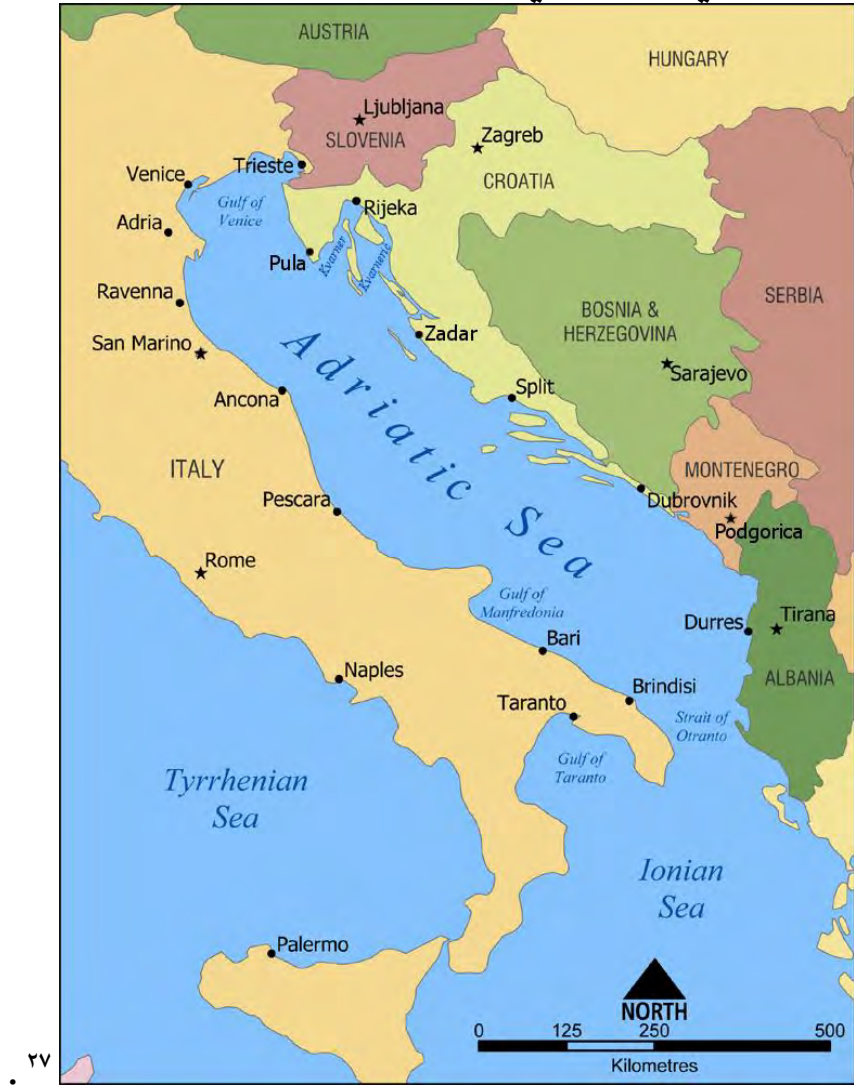 AUSTRIA
HUNGARY
Ljubljana
SLOVENIA
Zagreb
CROATIA
Trieste
Venice
Gulf of
Venice
Rijeka
Adria
Pula
Kvarner
Kvarnerić
Ravenna
SERBIA
BOSNIA &
HERZEGOVINA
Zadar
San Marino
Sarajevo
Adriatic Sea
Split
Ancona
ITALY
MONTENEGRO
Pescara
Dubrovnik
Podgorica
Rome
Gulf of
Manfredonia
Durres
Tirana
Bari
Naples
ALBANIA
Brindisi
Taranto
Strait of
Otranto
Gulf of
Taranto
Tyrrhenian
Sea
Ionian
Sea
Palermo
NORTH
0 125 250 500
Kilometres
٢٧